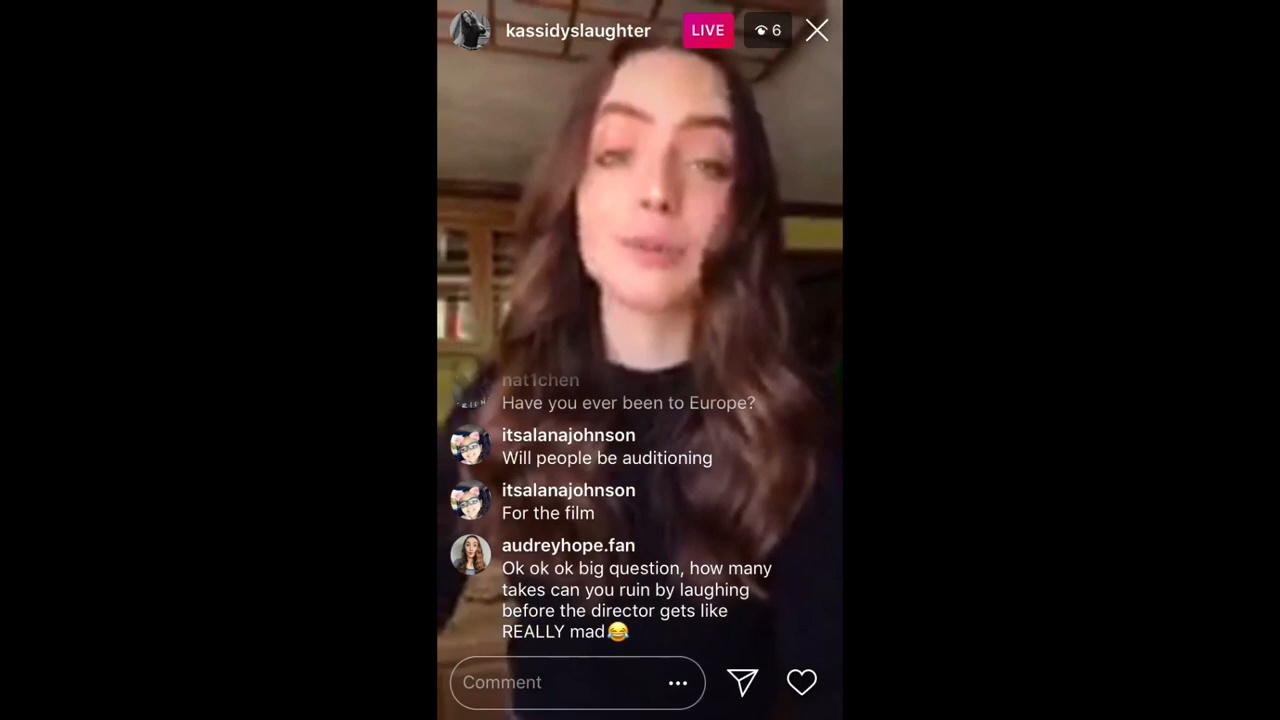 kassidyslaughter
LIVE
6
nat1chen
Have you ever been to Europe?
itsalanajohnson
Will people be auditioning
itsalanajohnson
For the film
audreyhope.fan
Ok ok ok big question, how many
takes can you ruin by laughing
before the director gets like
REALLY mad😂
Comment